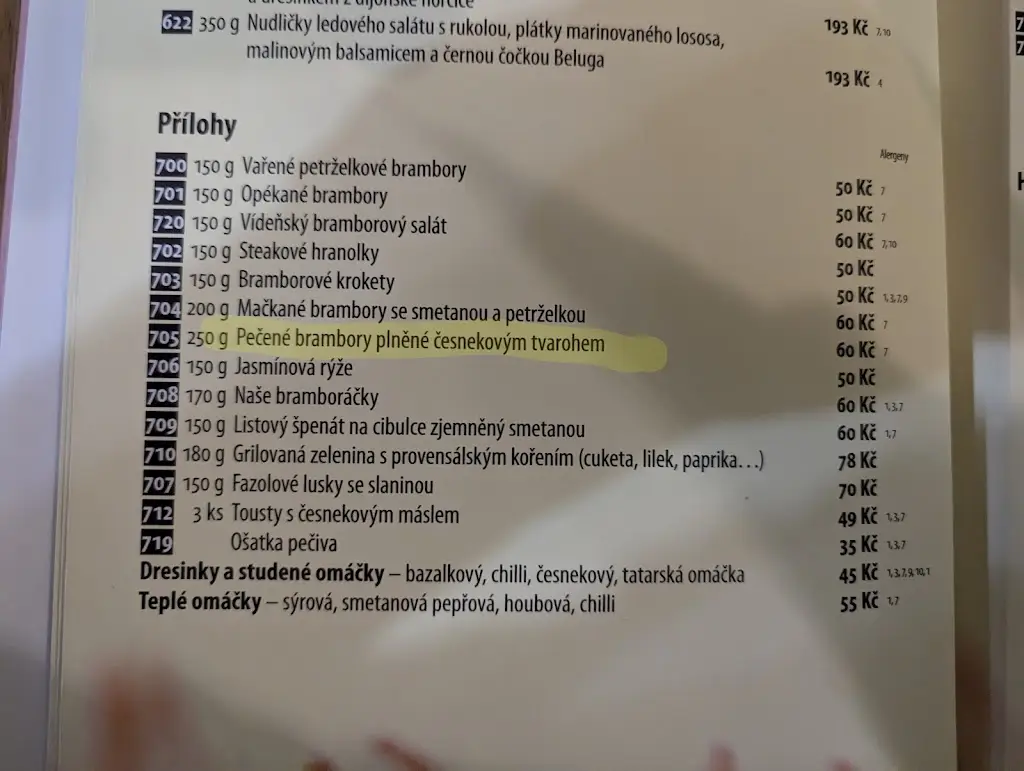 z dijonské hořčice 193 Kč 7,10
622 350 g Nudličky ledového salátu s rukolou, plátky marinovaného lososa,
malinovým balsamicem a černou čočkou Beluga 193 Kč 4
Přílohy
Alergeny
700 150 g Vařené petrželkové brambory 50 Kč 7
701 150 g Opékané brambory 50 Kč 7
720 150 g Vídeňský bramborový salát 60 Kč 7,10
702 150 g Steakové hranolky 50 Kč
703 150 g Bramborové krokety 50 Kč 1,3,7,9
704 200 g Mačkané brambory se smetanou a petrželkou 60 Kč 7
705 250 g Pečené brambory plněné česnekovým tvarohem 60 Kč 7
706 150 g Jasmínová rýže 50 Kč
708 170 g Naše bramboráčky 60 Kč 1,3,7
709 150 g Listový špenát na cibulce zjemněný smetanou 60 Kč 1,7
710 180 g Grilovaná zelenina s provensálským kořením (cuketa, lilek, paprika…) 78 Kč
707 150 g Fazolové lusky se slaninou 70 Kč
712 3 ks Tousty s česnekovým máslem 49 Kč 1,3,7
719 Ošatka pečiva 35 Kč 1,3,7
Dresinky a studené omáčky – bazalkový, chilli, česnekový, tatarská omáčka 45 Kč 1,3,7,9,10,1
Teplé omáčky – sýrová, smetanová pepřová, houbová, chilli 55 Kč 1,7